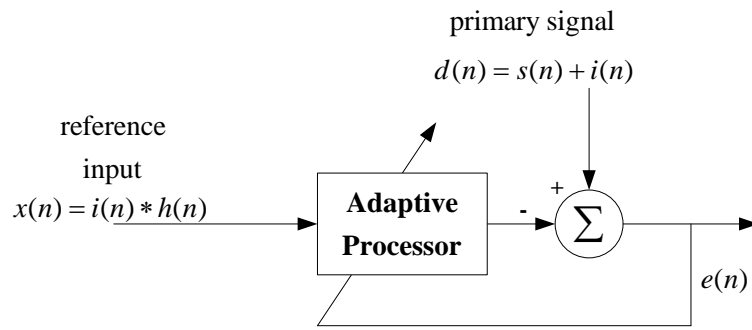 primary signal
d(n) = s(n) + i(n)
reference
input
x(n) = i(n) * h(n)
Adaptive
Processor
+
-
Σ
e(n)